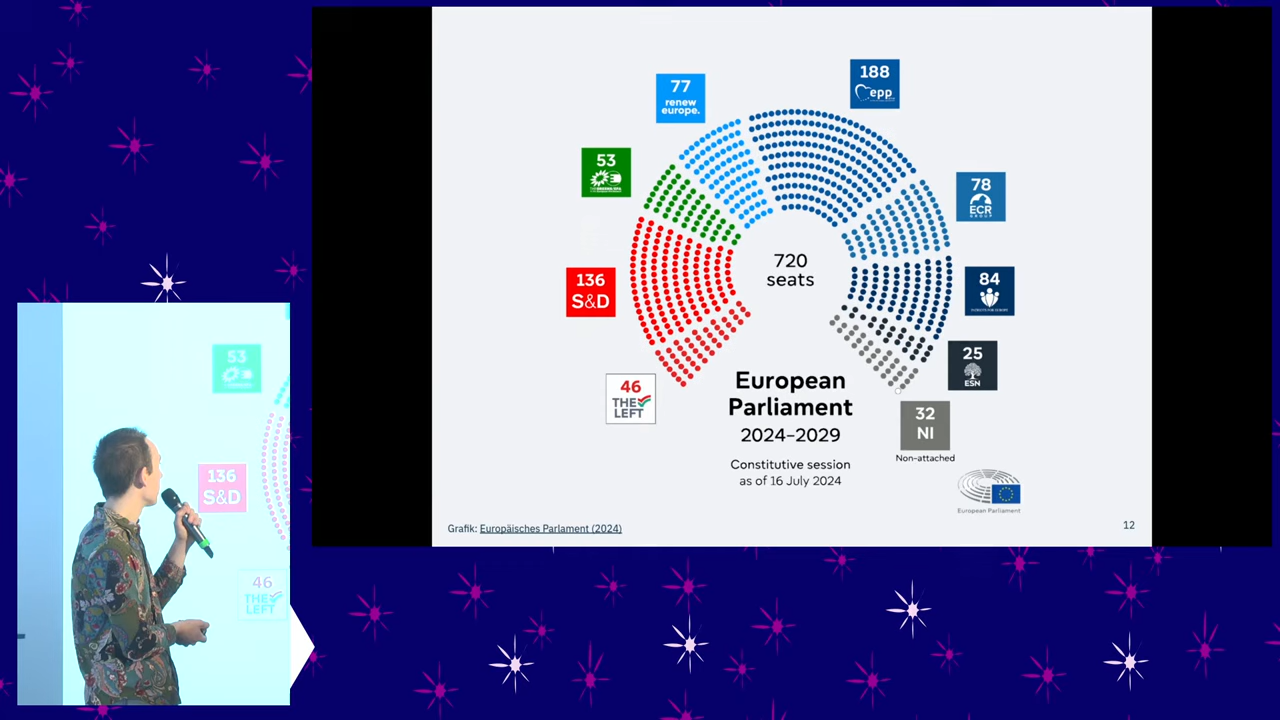 188
epp
77
renew
europe.
53
78
ECR
GROUP
136
S&D
720
seats
84
46
THE
LEFT
25
ESN
32
NI
Non-attached
European
Parliament
2024–2029
Constitutive session
as of 16 July 2024
European Parliament
Grafik: Europäisches Parlament (2024)
12
53
136
S&D
46
THE
LEFT